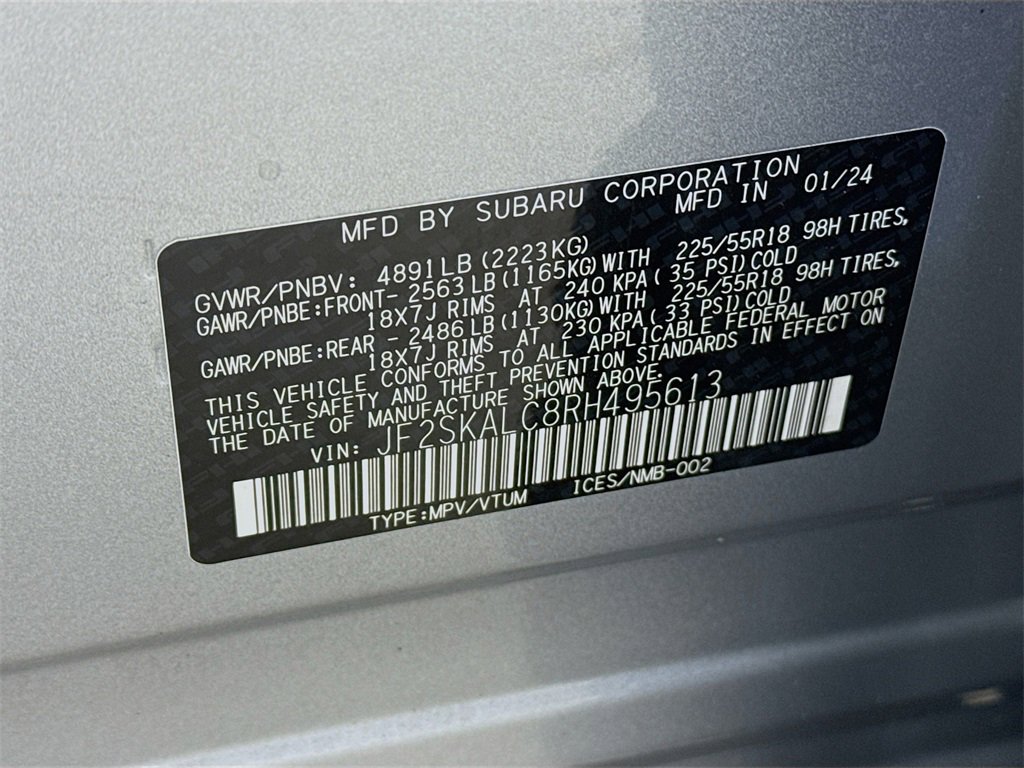 MFD BY SUBARU CORPORATION
MFD IN 01/24
GVWR/PNBV: 4891LB(2223KG)
GAWR/PNBE:FRONT- 2563LB(1165KG)WITH 225/55R18 98H TIRES,
18X7J RIMS AT 240 KPA( 35 PSI)COLD
GAWR/PNBE:REAR - 2486LB(1130KG)WITH 225/55R18 98H TIRES,
18X7J RIMS AT 230 KPA( 33 PSI)COLD
THIS VEHICLE CONFORMS TO ALL APPLICABLE FEDERAL MOTOR
VEHICLE SAFETY AND THEFT PREVENTION STANDARDS IN EFFECT ON
THE DATE OF MANUFACTURE SHOWN ABOVE.
VIN: JF2SKALC8RH495613
TYPE:MPV/VTUM ICES/NMB-002